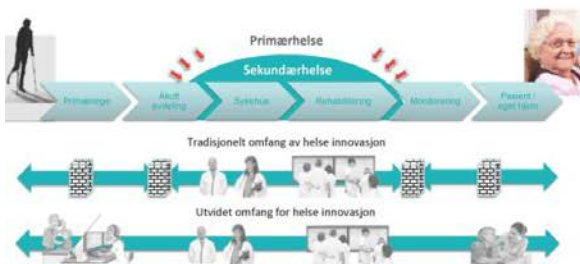 Primærhelse
Sekundærhelse
Primærlege
Akutt
avdeling
Sykehus
Rehabilitering
Monitorering
Pasient i
eget hjem
Tradisjonelt omfang av helse innovasjon
Utvidet omfang for helse innovasjon